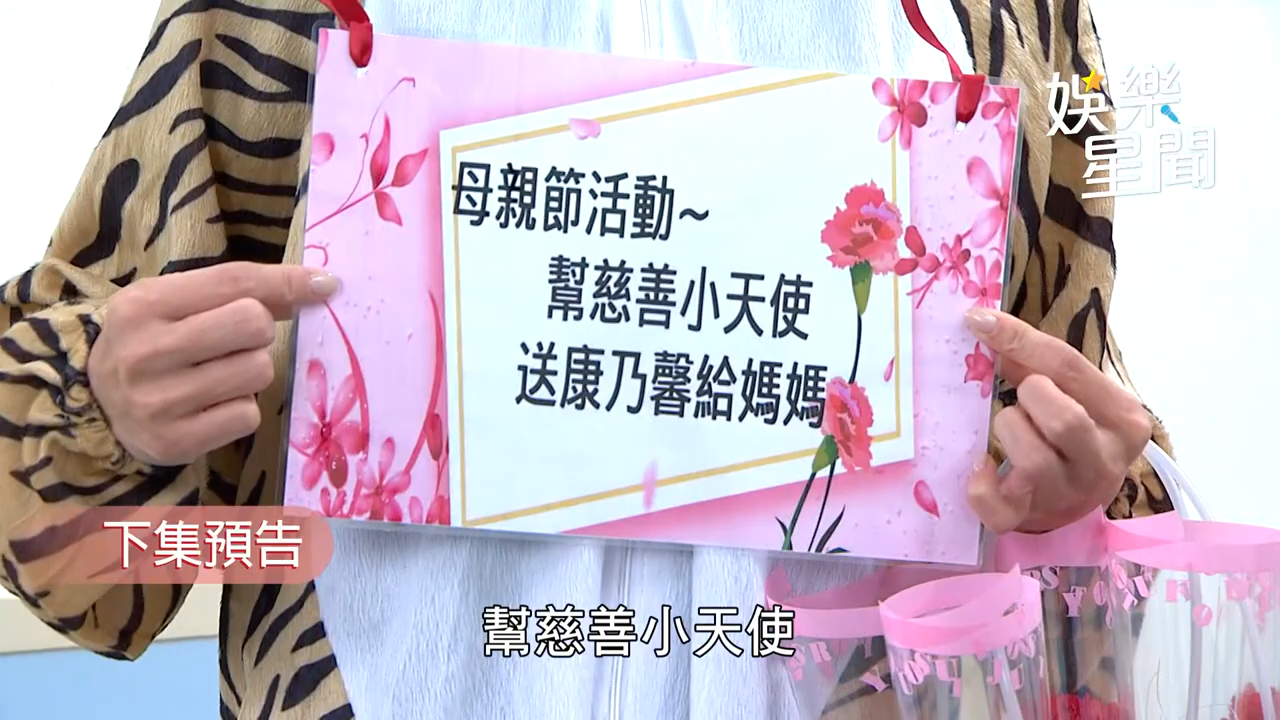 娛樂
星聞
母親節活動~
幫慈善小天使
送康乃馨給媽媽
下集預告
幫慈善小天使